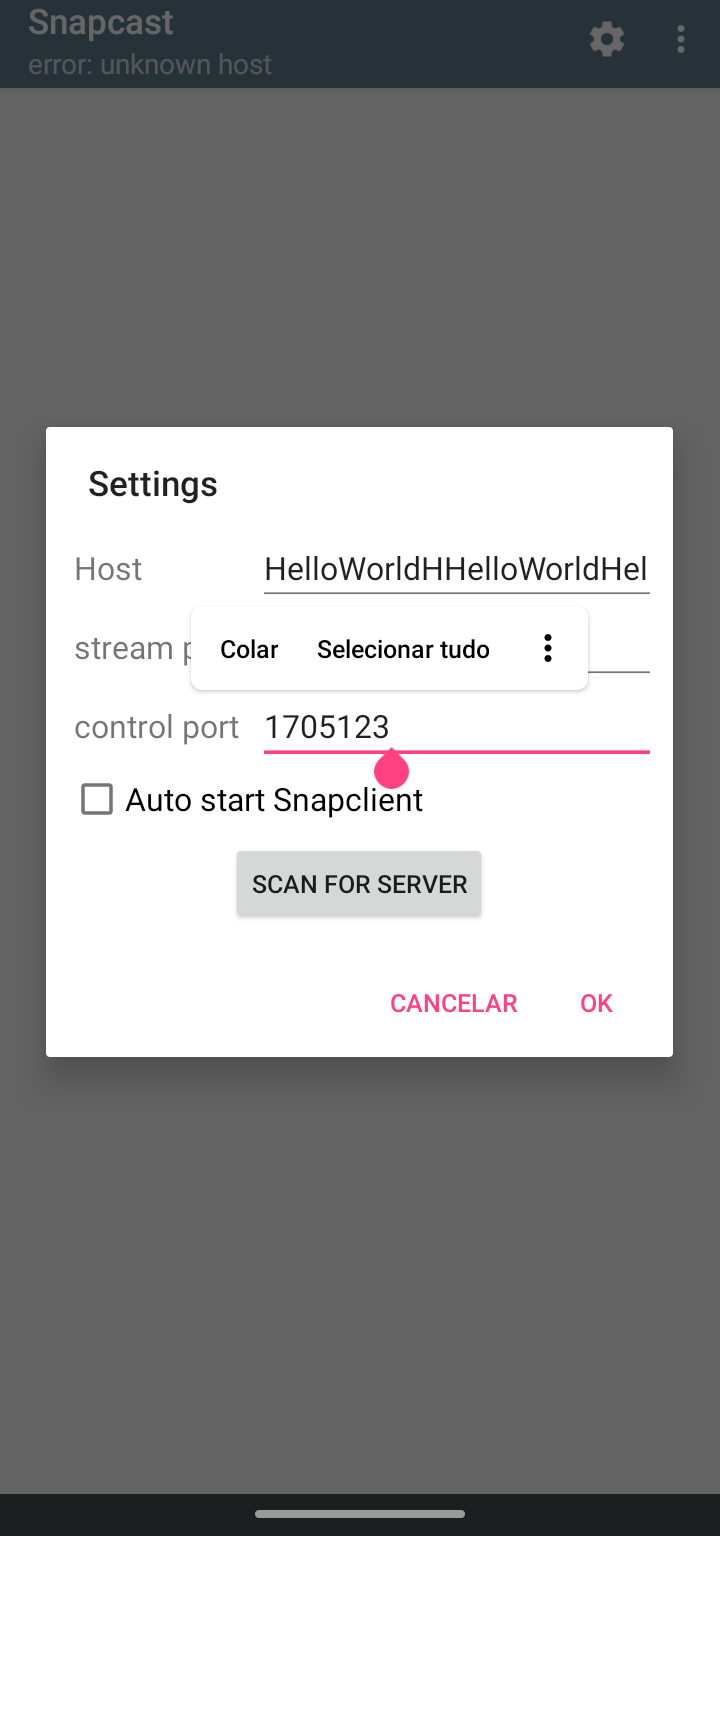 Snapcast
error: unknown host
Settings
Host HelloWorldHHelloWorldHel
stream
Colar Selecionar tudo
control port 1705123
Auto start Snapclient
SCAN FOR SERVER
CANCELAR OK